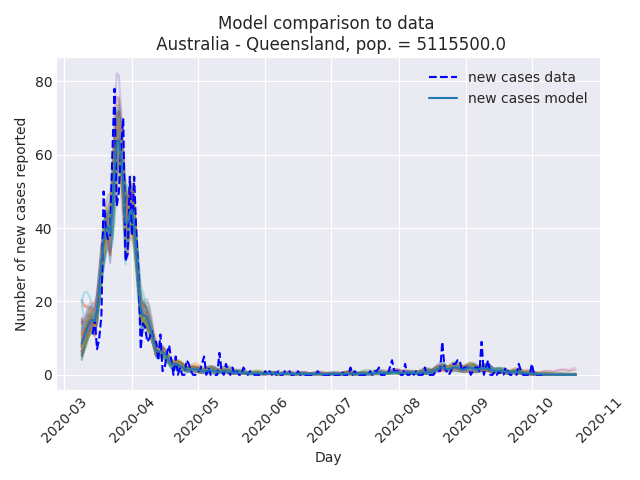 Model comparison to data
Australia - Queensland, pop. = 5115500.0
new cases data
new cases model
Number of new cases reported
80
60
40
20
0
2020-03
2020-04
2020-05
2020-06
2020-07
2020-08
2020-09
2020-10
2020-11
Day